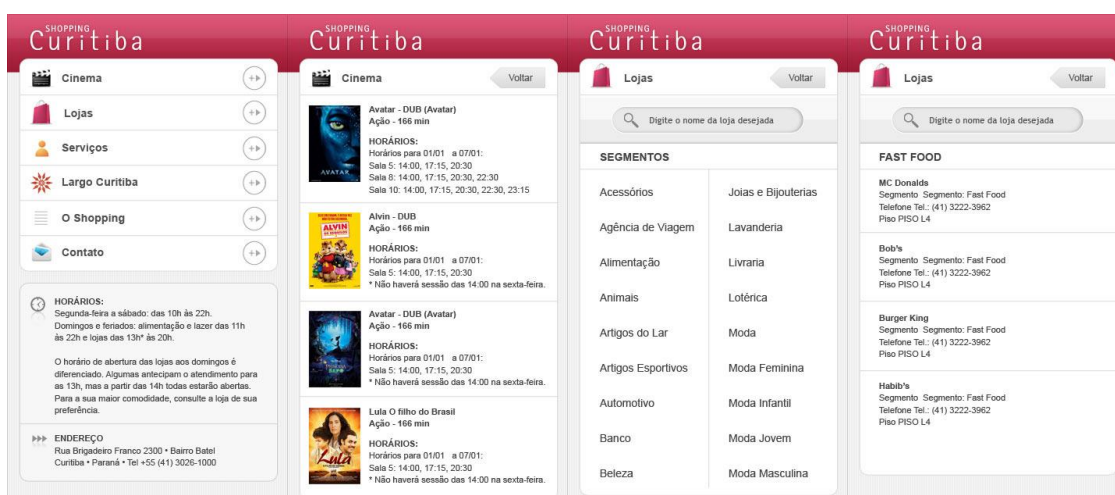 SHOPPING
Curitiba
Cinema
Lojas
Serviços
Largo Curitiba
O Shopping
Contato
HORÁRIOS:
Segunda-feira a sábado: das 10h às 22h.
Domingos e feriados: alimentação e lazer das 11h
às 22h e lojas das 13h* às 20h.
O horário de abertura das lojas aos domingos é
diferenciado. Algumas antecipam o atendimento para
as 13h, mas a partir das 14h todas estarão abertas.
Para a sua maior comodidade, consulte a loja de sua
preferência.
ENDEREÇO
Rua Brigadeiro Franco 2300 • Bairro Batel
Curitiba • Paraná • Tel +55 (41) 3026-1000
SHOPPING
Curitiba
Cinema
Voltar
AVATAR
Avatar - DUB (Avatar)
Ação - 166 min
HORÁRIOS:
Horários para 01/01 a 07/01:
Sala 5: 14:00, 17:15, 20:30
Sala 8: 14:00, 17:15, 20:30, 22:30
Sala 10: 14:00, 17:15, 20:30, 22:30, 23:15
ALVIN
Alvin - DUB
Ação - 166 min
HORÁRIOS:
Horários para 01/01 a 07/01:
Sala 5: 14:00, 17:15, 20:30
* Não haverá sessão das 14:00 na sexta-feira.
Avatar - DUB (Avatar)
Ação - 166 min
HORÁRIOS:
Horários para 01/01 a 07/01:
Sala 5: 14:00, 17:15, 20:30
* Não haverá sessão das 14:00 na sexta-feira.
Lula
Lula O filho do Brasil
Ação - 166 min
HORÁRIOS:
Horários para 01/01 a 07/01:
Sala 5: 14:00, 17:15, 20:30
* Não haverá sessão das 14:00 na sexta-feira.
SHOPPING
Curitiba
Lojas
Voltar
Digite o nome da loja desejada
SEGMENTOS
Acessórios
Agência de Viagem
Alimentação
Animais
Artigos do Lar
Artigos Esportivos
Automotivo
Banco
Beleza
Joias e Bijouterias
Lavanderia
Livraria
Lotérica
Moda
Moda Feminina
Moda Infantil
Moda Jovem
Moda Masculina
SHOPPING
Curitiba
Lojas
Voltar
Digite o nome da loja desejada
FAST FOOD
MC Donalds
Segmento Segmento: Fast Food
Telefone Tel.: (41) 3222-3962
Piso PISO L4
Bob's
Segmento Segmento: Fast Food
Telefone Tel.: (41) 3222-3962
Piso PISO L4
Burger King
Segmento Segmento: Fast Food
Telefone Tel.: (41) 3222-3962
Piso PISO L4
Habib's
Segmento Segmento: Fast Food
Telefone Tel.: (41) 3222-3962
Piso PISO L4